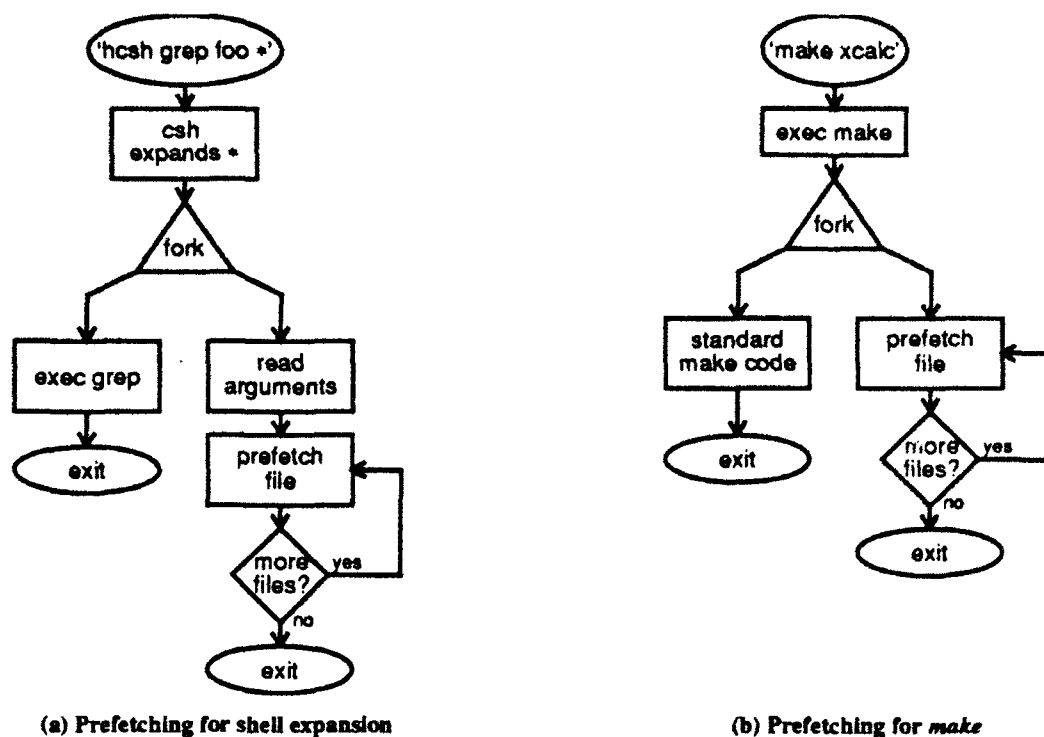 'hcsh grep foo *'
csh
expands *
fork
exec grep
exit
read
arguments
prefetch
file
more
files?
yes
no
exit
(a) Prefetching for shell expansion
'make xcalc'
exec make
fork
standard
make code
exit
prefetch
file
more
files?
yes
no
exit
(b) Prefetching for make